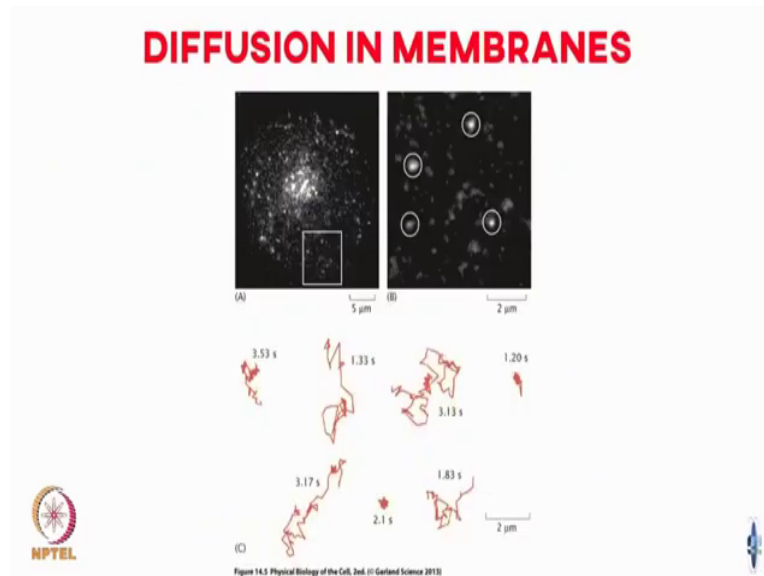 DIFFUSION IN MEMBRANES
(A)
5 µm
(B)
2 µm
3.53 s
1.33 s
3.13 s
1.20 s
3.17 s
2.1 s
1.83 s
2 µm
(C)
NPTEL
Figure 14.5 Physical Biology of the Cell, 2ed. (© Garland Science 2013)